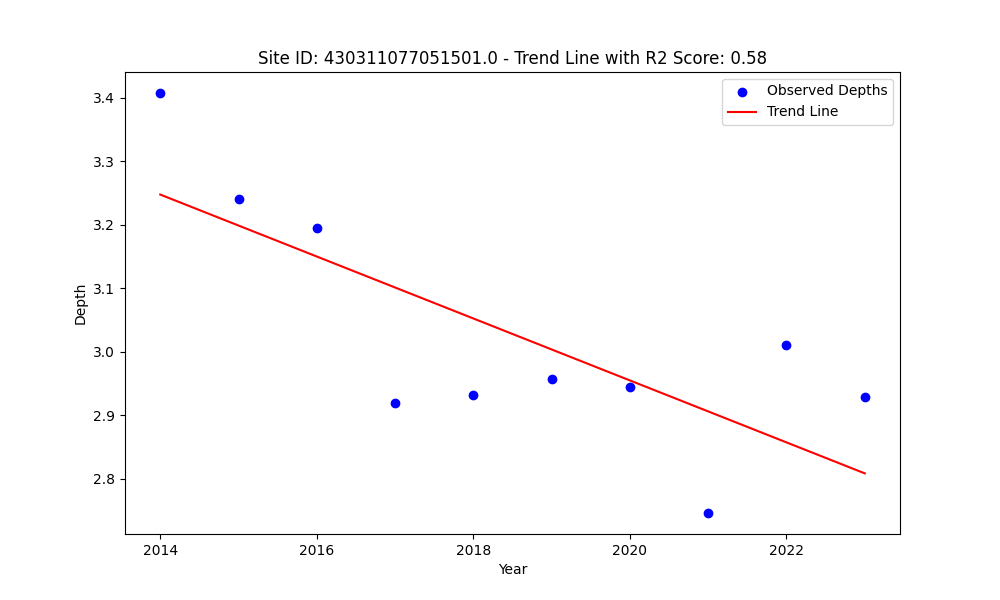 Site ID: 430311077051501.0 - Trend Line with R2 Score: 0.58
Observed Depths
Trend Line
3.4
3.3
3.2
3.1
3.0
2.9
2.8
Depth
2014
2016
2018
2020
2022
Year